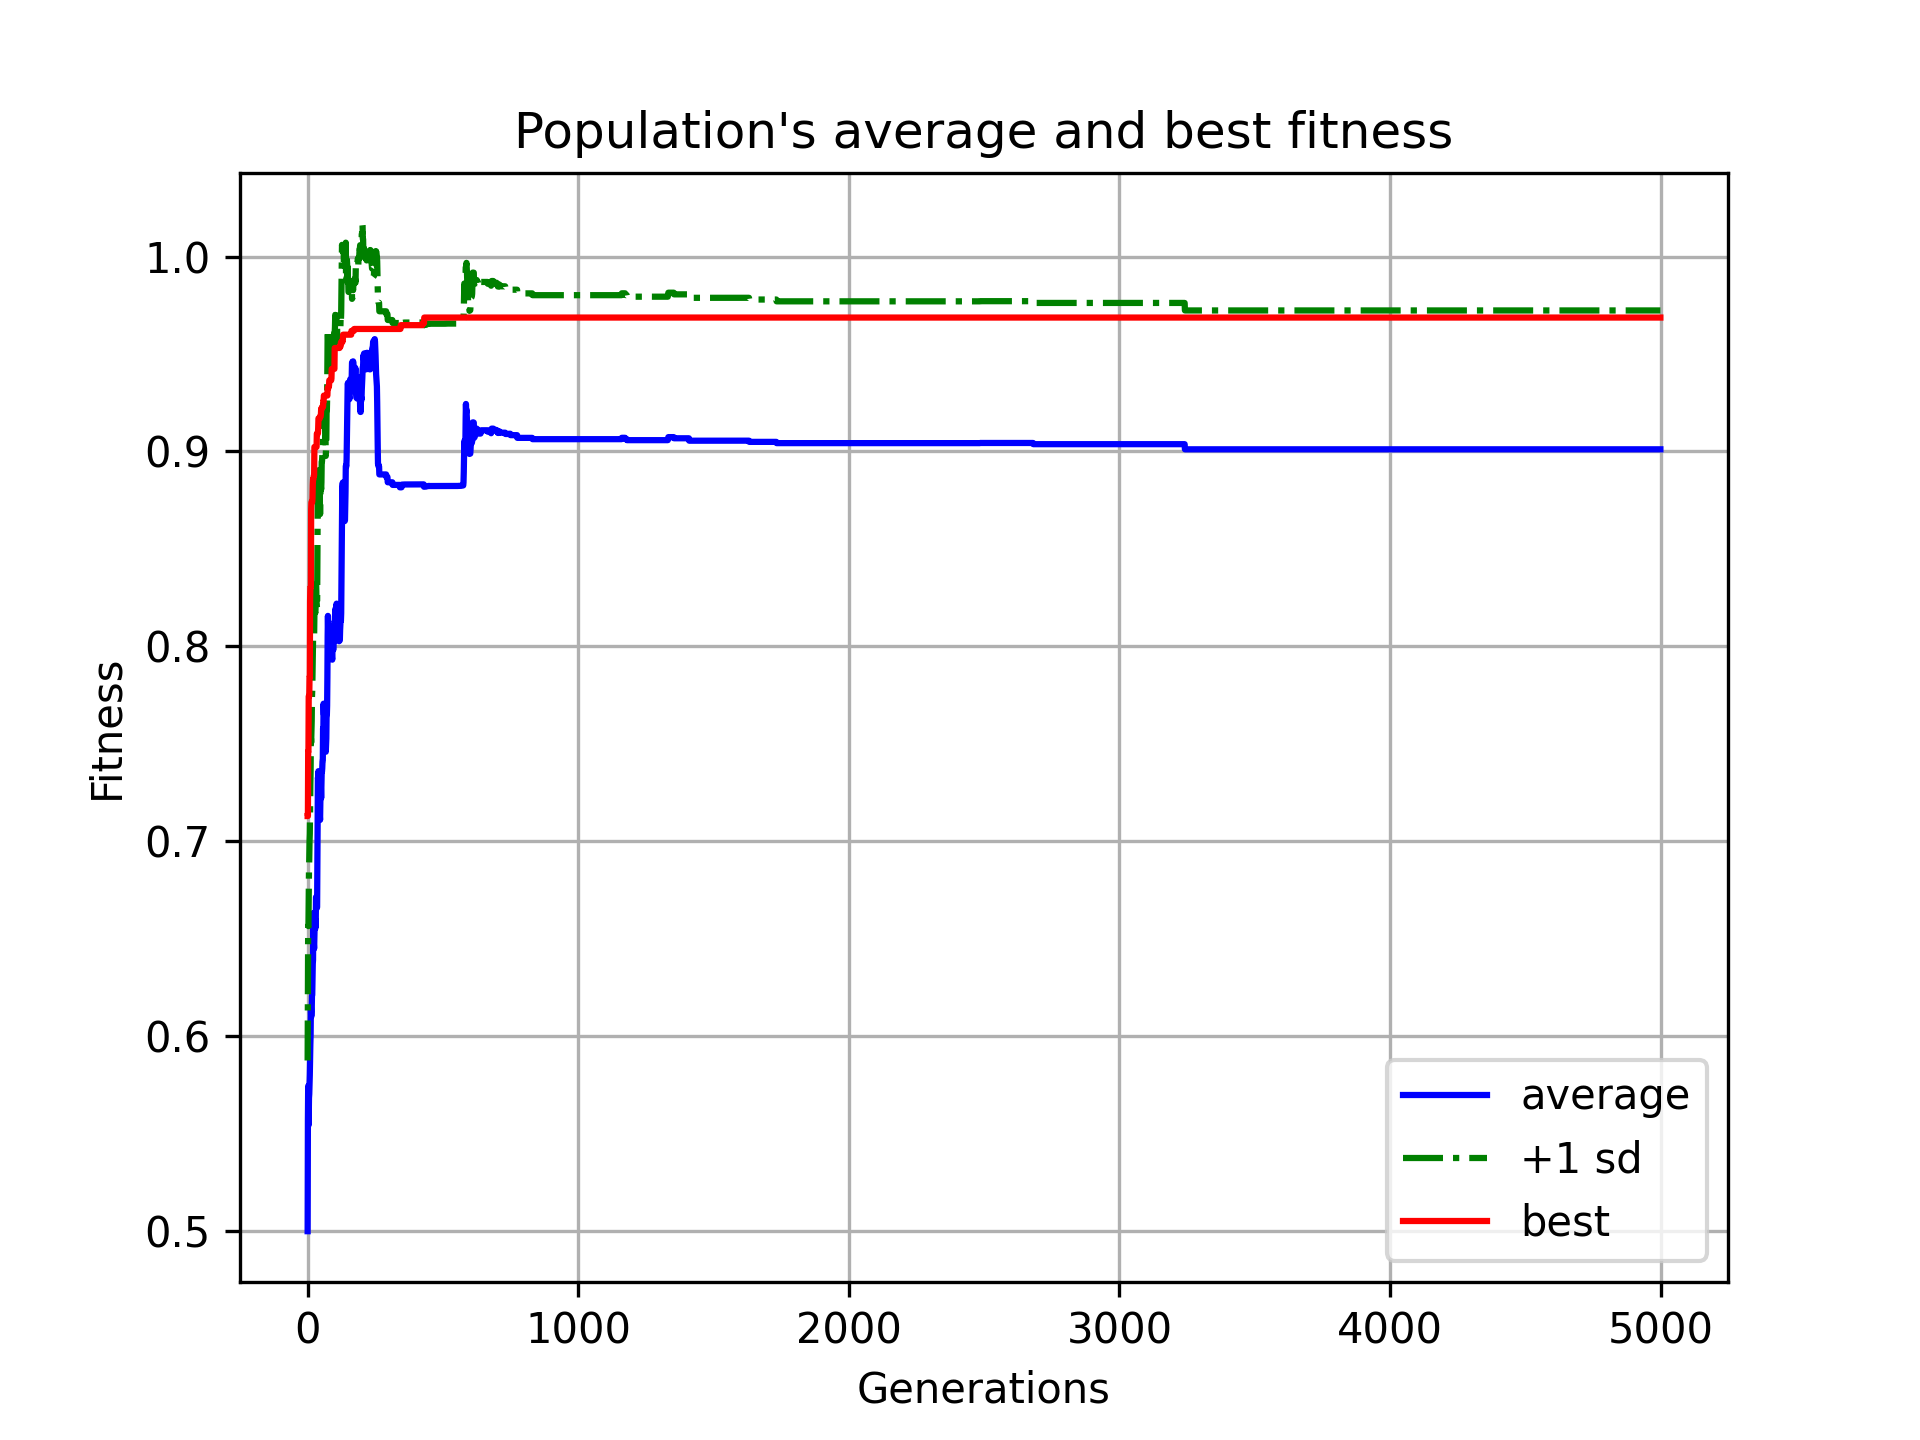 Population's average and best fitness
1.0
0.9
0.8
0.7
0.6
0.5
Fitness
0 1000 2000 3000 4000 5000
Generations
average
+1 sd
best